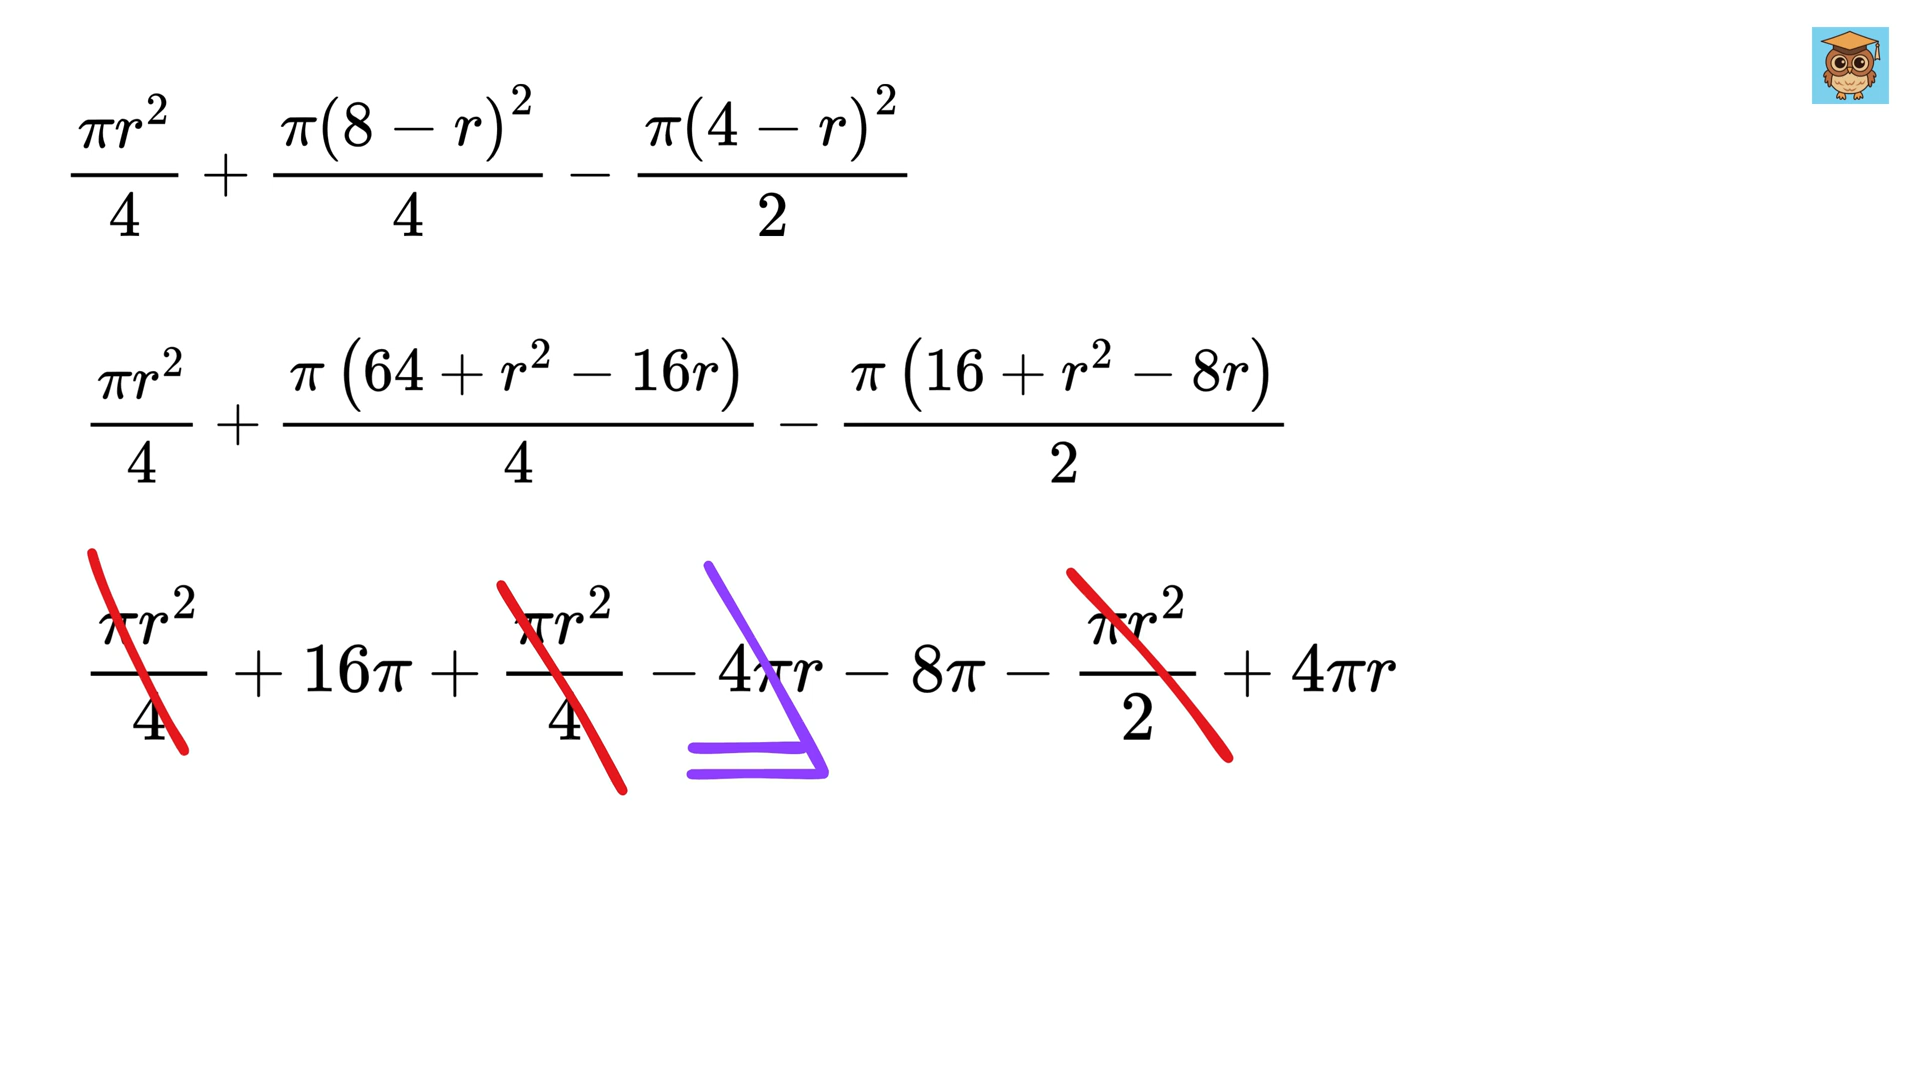 πr²/4 + π(8 − r)²/4 − π(4 − r)²/2
πr²/4 + π(64 + r² − 16r)/4 − π(16 + r² − 8r)/2
πr²/4 + 16π + πr²/4 − 4πr − 8π − πr²/2 + 4πr